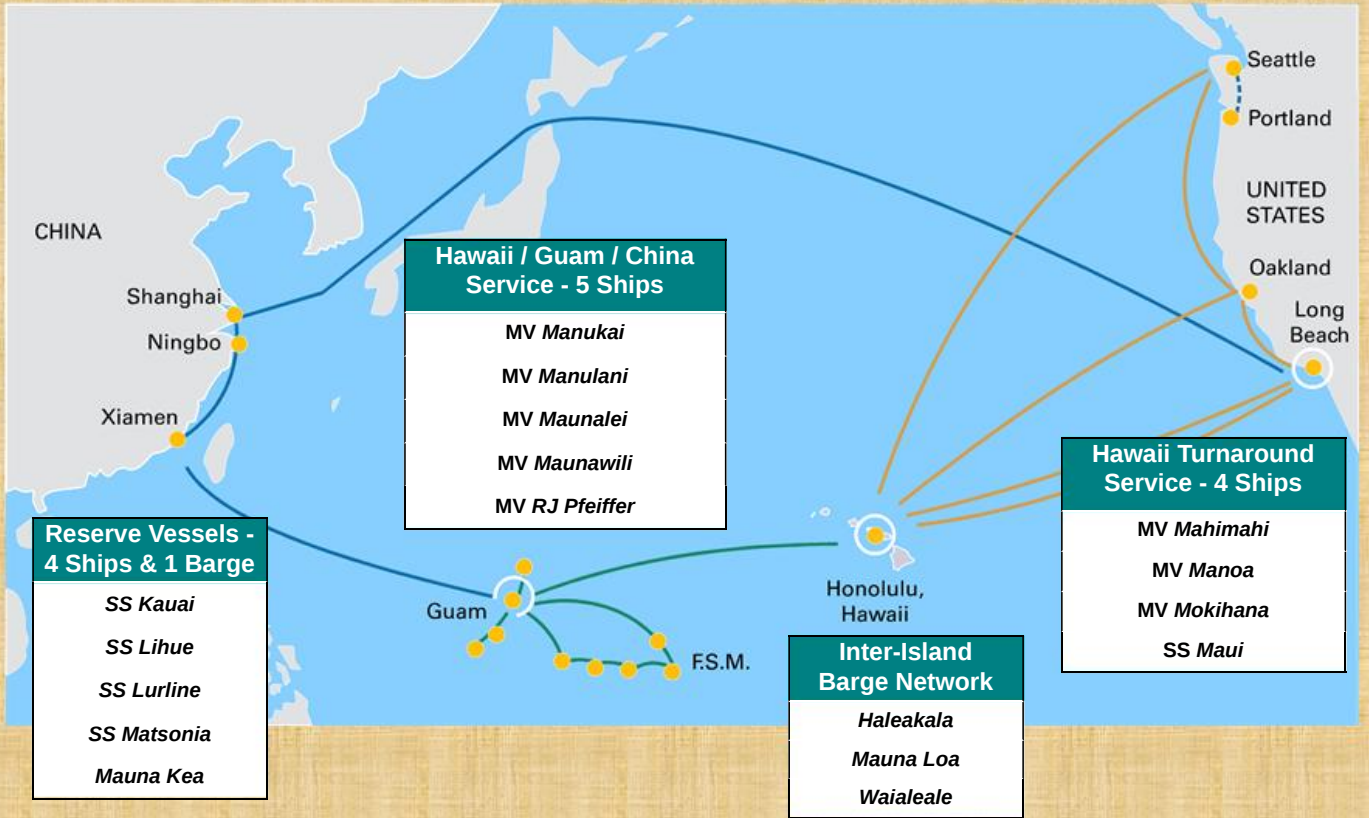 Seattle
Portland
UNITED
STATES
CHINA
Oakland
Long
Beach
Shanghai
Ningbo
Xiamen
Hawaii / Guam / China
Service - 5 Ships
MV Manukai
MV Manulani
MV Maunalei
MV Maunawili
MV RJ Pfeiffer
Hawaii Turnaround
Service - 4 Ships
MV Mahimahi
MV Manoa
MV Mokihana
SS Maui
Reserve Vessels -
4 Ships & 1 Barge
SS Kauai
SS Lihue
SS Lurline
SS Matsonia
Mauna Kea
Guam
F.S.M.
Honolulu,
Hawaii
Inter-Island
Barge Network
Haleakala
Mauna Loa
Waialeale